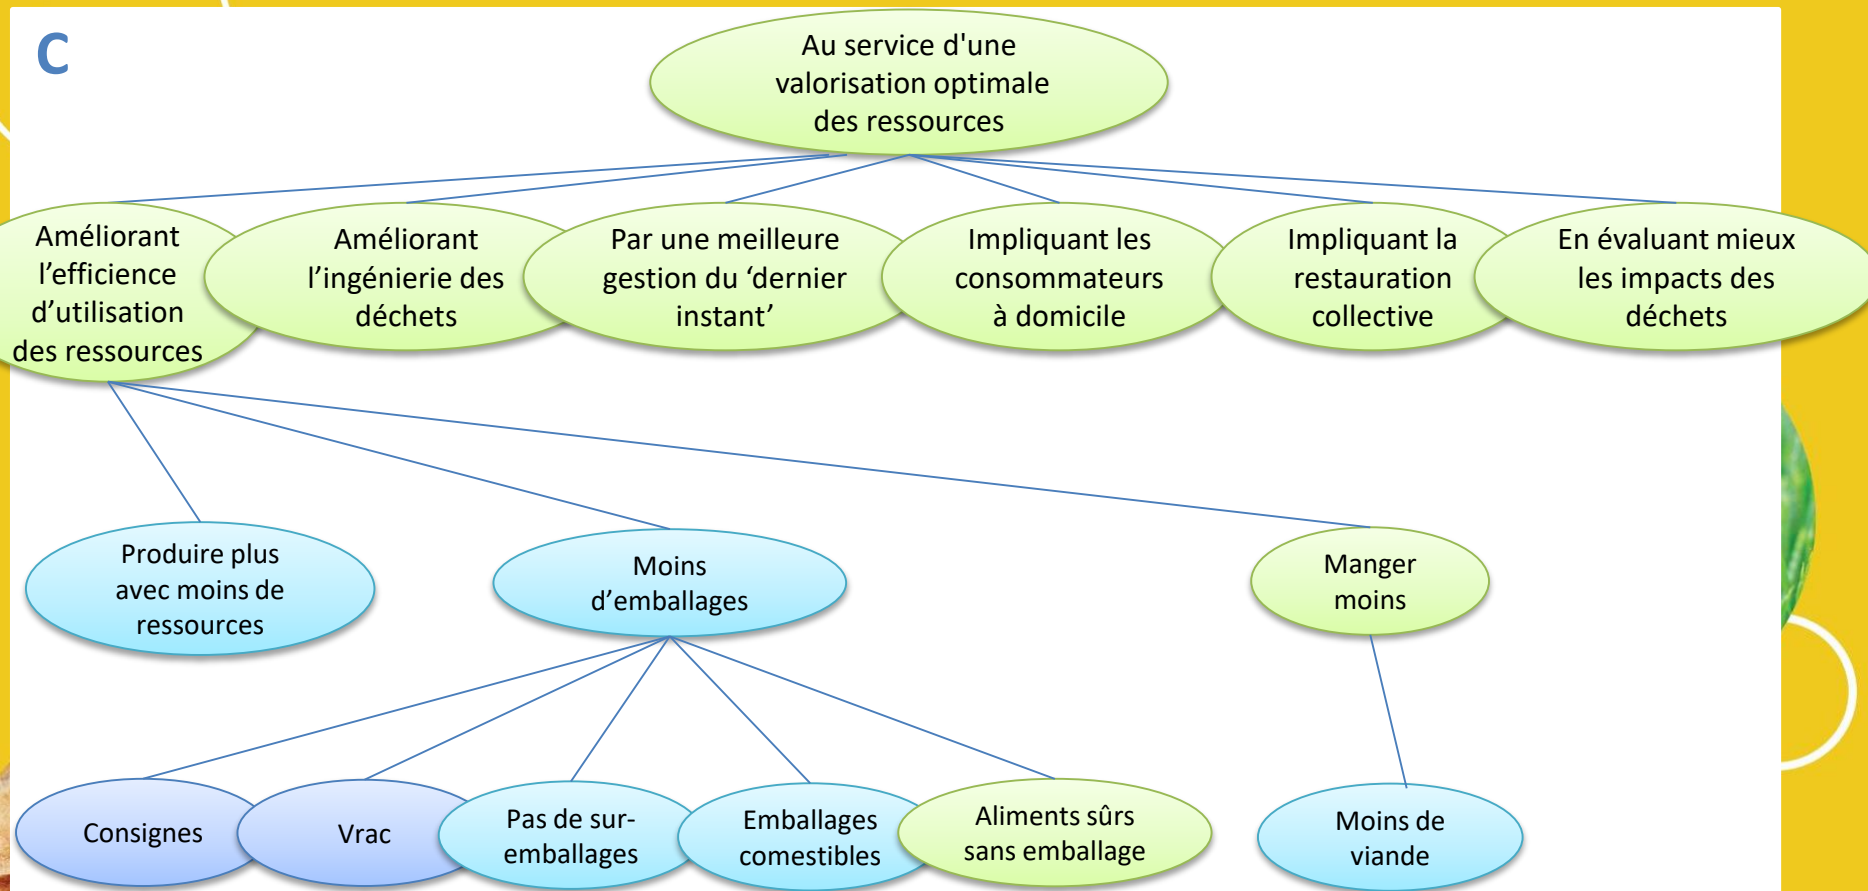 C
Au service d'une
valorisation optimale
des ressources
Améliorant
l’efficience
d’utilisation
des ressources
Améliorant
l’ingénierie des
déchets
Par une meilleure
gestion du ‘dernier
instant’
Impliquant les
consommateurs
à domicile
Impliquant la
restauration
collective
En évaluant mieux
les impacts des
déchets
Produire plus
avec moins de
ressources
Moins
d’emballages
Manger
moins
Consignes
Vrac
Pas de sur-
emballages
Emballages
comestibles
Aliments sûrs
sans emballage
Moins de
viande